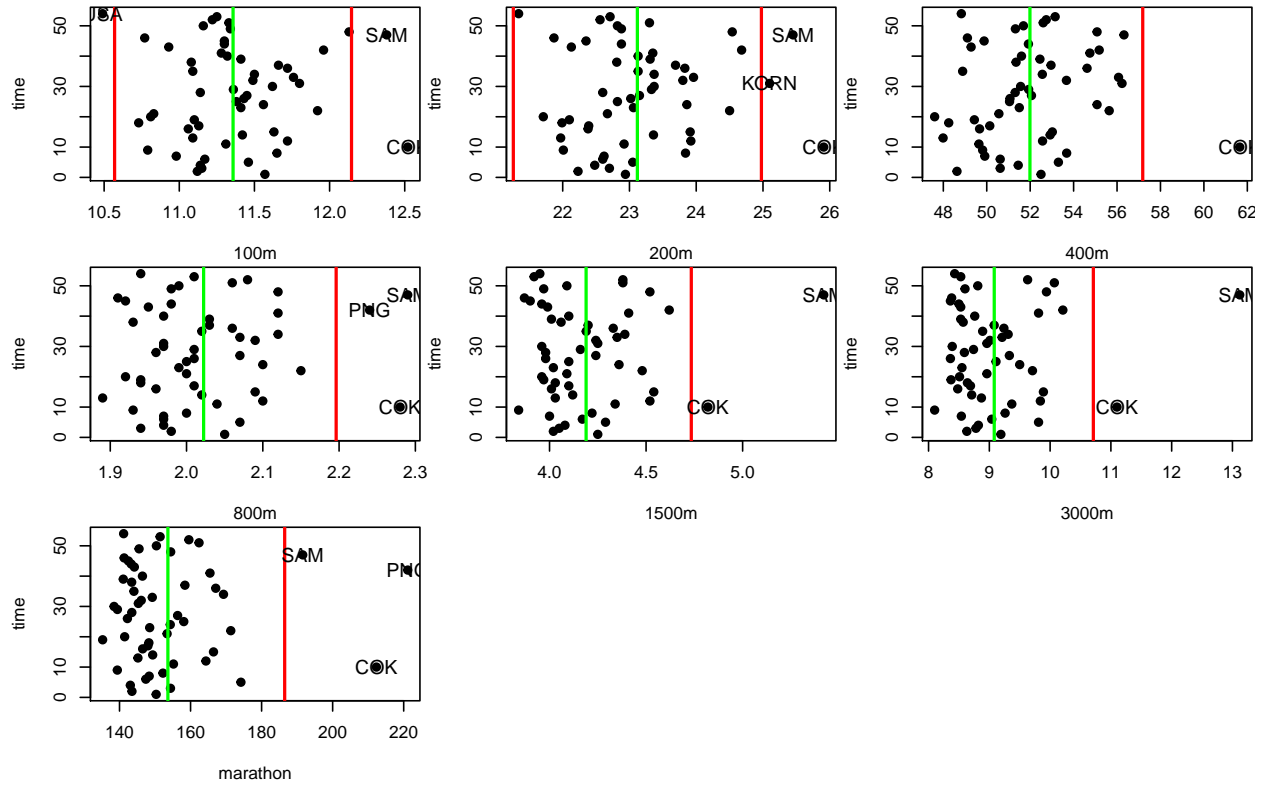 time
0 10 30 50
USA
SAM
COK
10.5 11.0 11.5 12.0 12.5
100m
time
0 10 30 50
SAM
KORN
COK
22 23 24 25 26
200m
time
0 10 30 50
COK
48 50 52 54 56 58 60 62
400m
time
0 10 30 50
SAM
PNG
COK
1.9 2.0 2.1 2.2 2.3
800m
time
0 10 30 50
SAM
COK
4.0 4.5 5.0
1500m
time
0 10 30 50
SAM
COK
8 9 10 11 12 13
3000m
time
0 10 30 50
SAM
PNG
COK
140 160 180 200 220
marathon